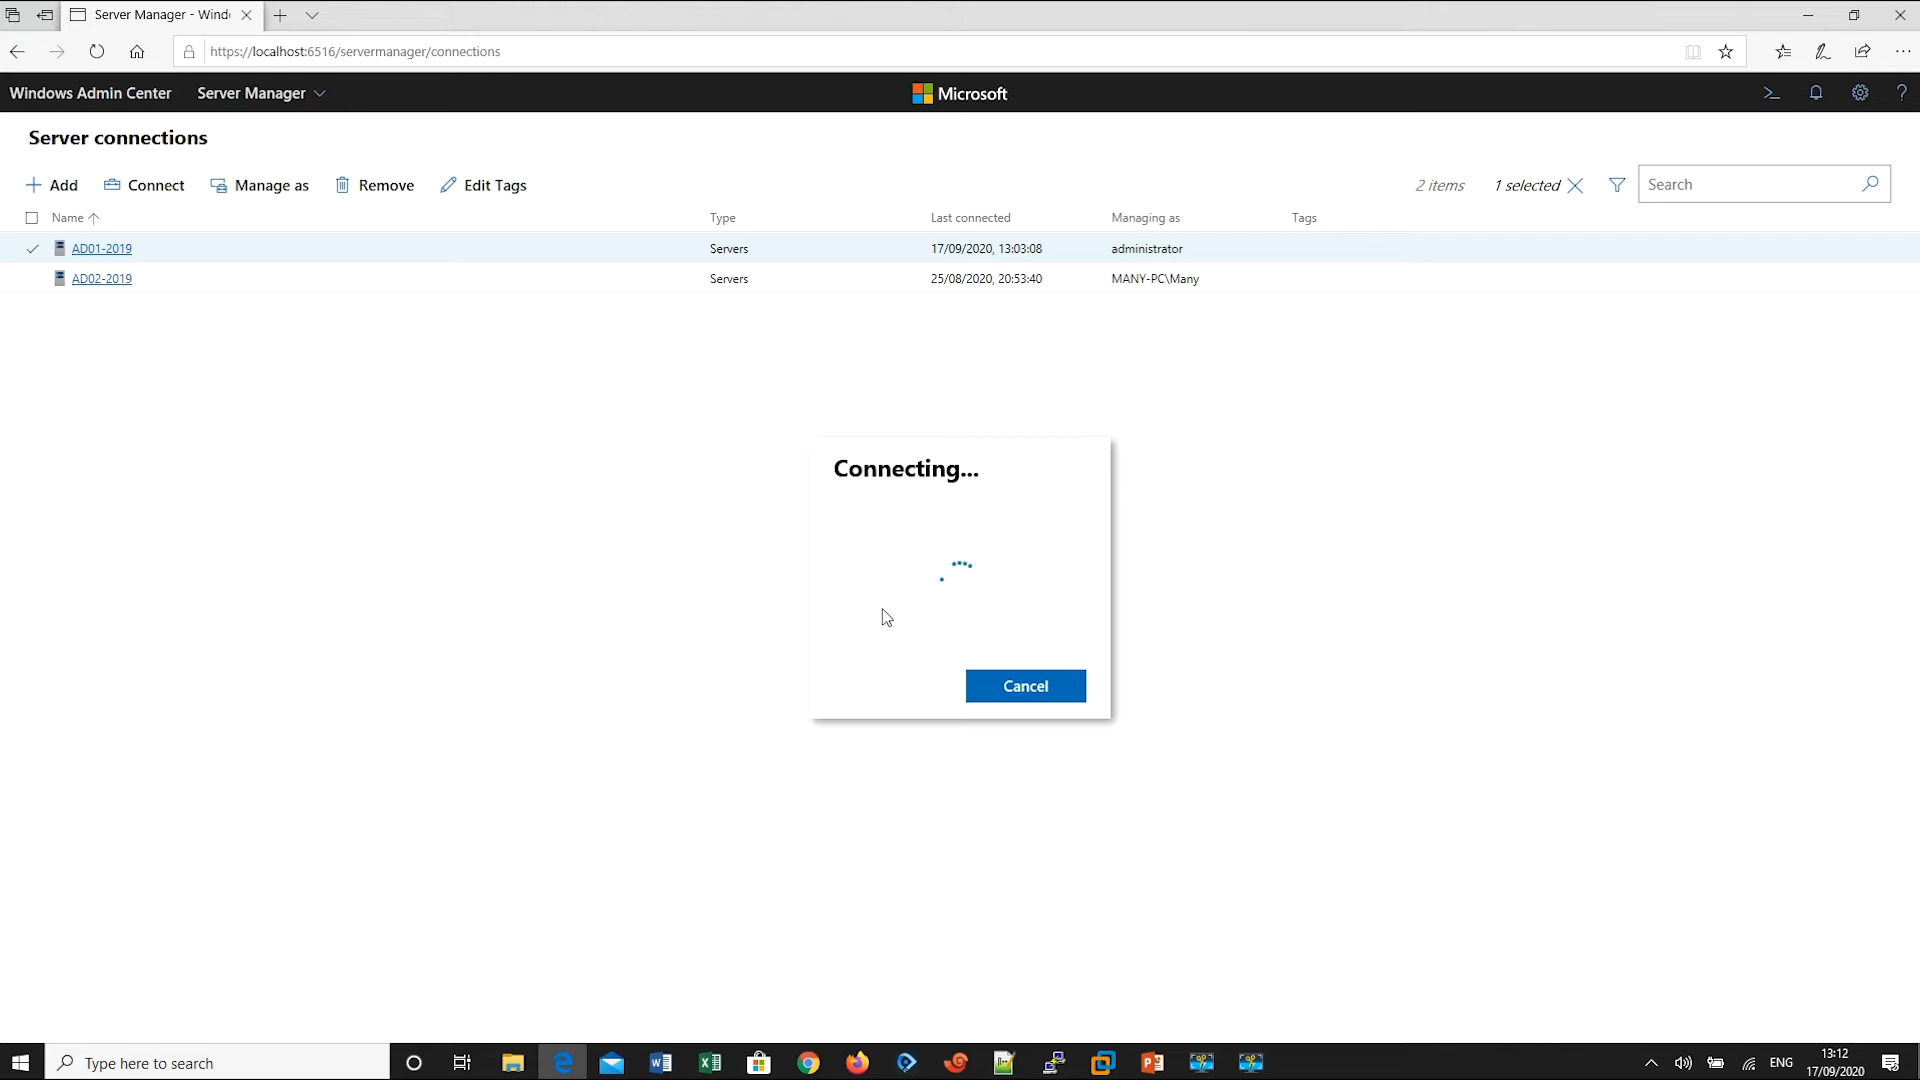 Server Manager - Wind
https://localhost:6516/servermanager/connections
Windows Admin Center Server Manager Microsoft
Server connections
Add Connect Manage as Remove Edit Tags 2 items 1 selected Search
Name Type Last connected Managing as Tags
AD01-2019 Servers 17/09/2020, 13:03:08 administrator
AD02-2019 Servers 25/08/2020, 20:53:40 MANY-PC\Many
Connecting...
Cancel
Type here to search ENG 13:12
17/09/2020